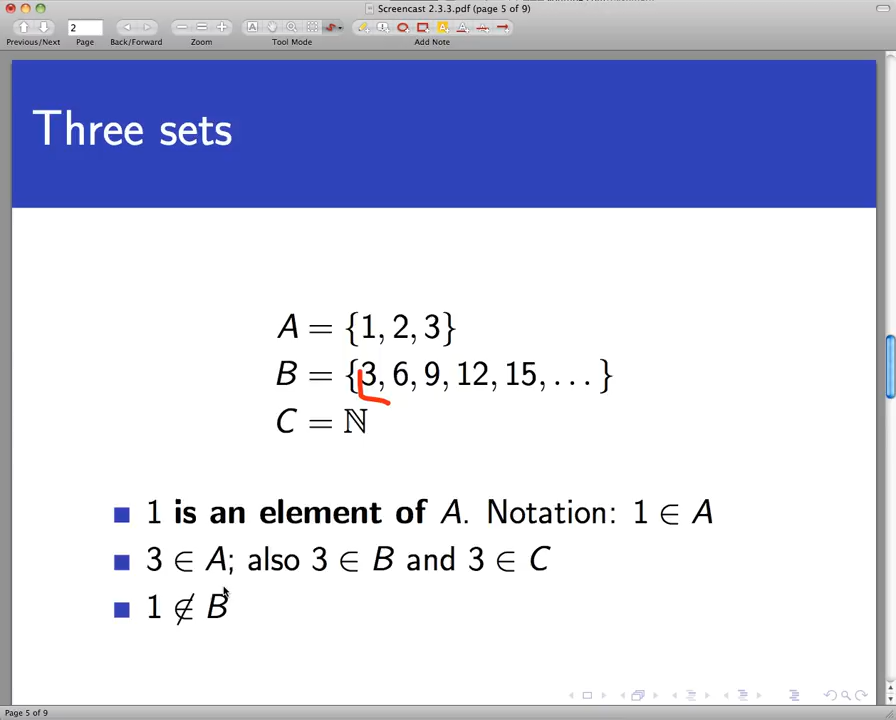 Screencast 2.3.3.pdf (page 5 of 9)
2
Previous/Next Page Back/Forward Zoom Tool Mode Add Note
Three sets
A = {1, 2, 3}
B = {3, 6, 9, 12, 15, . . . }
C = ℕ
1 is an element of A. Notation: 1 ∈ A
3 ∈ A; also 3 ∈ B and 3 ∈ C
1 ∉ B
Page 5 of 9